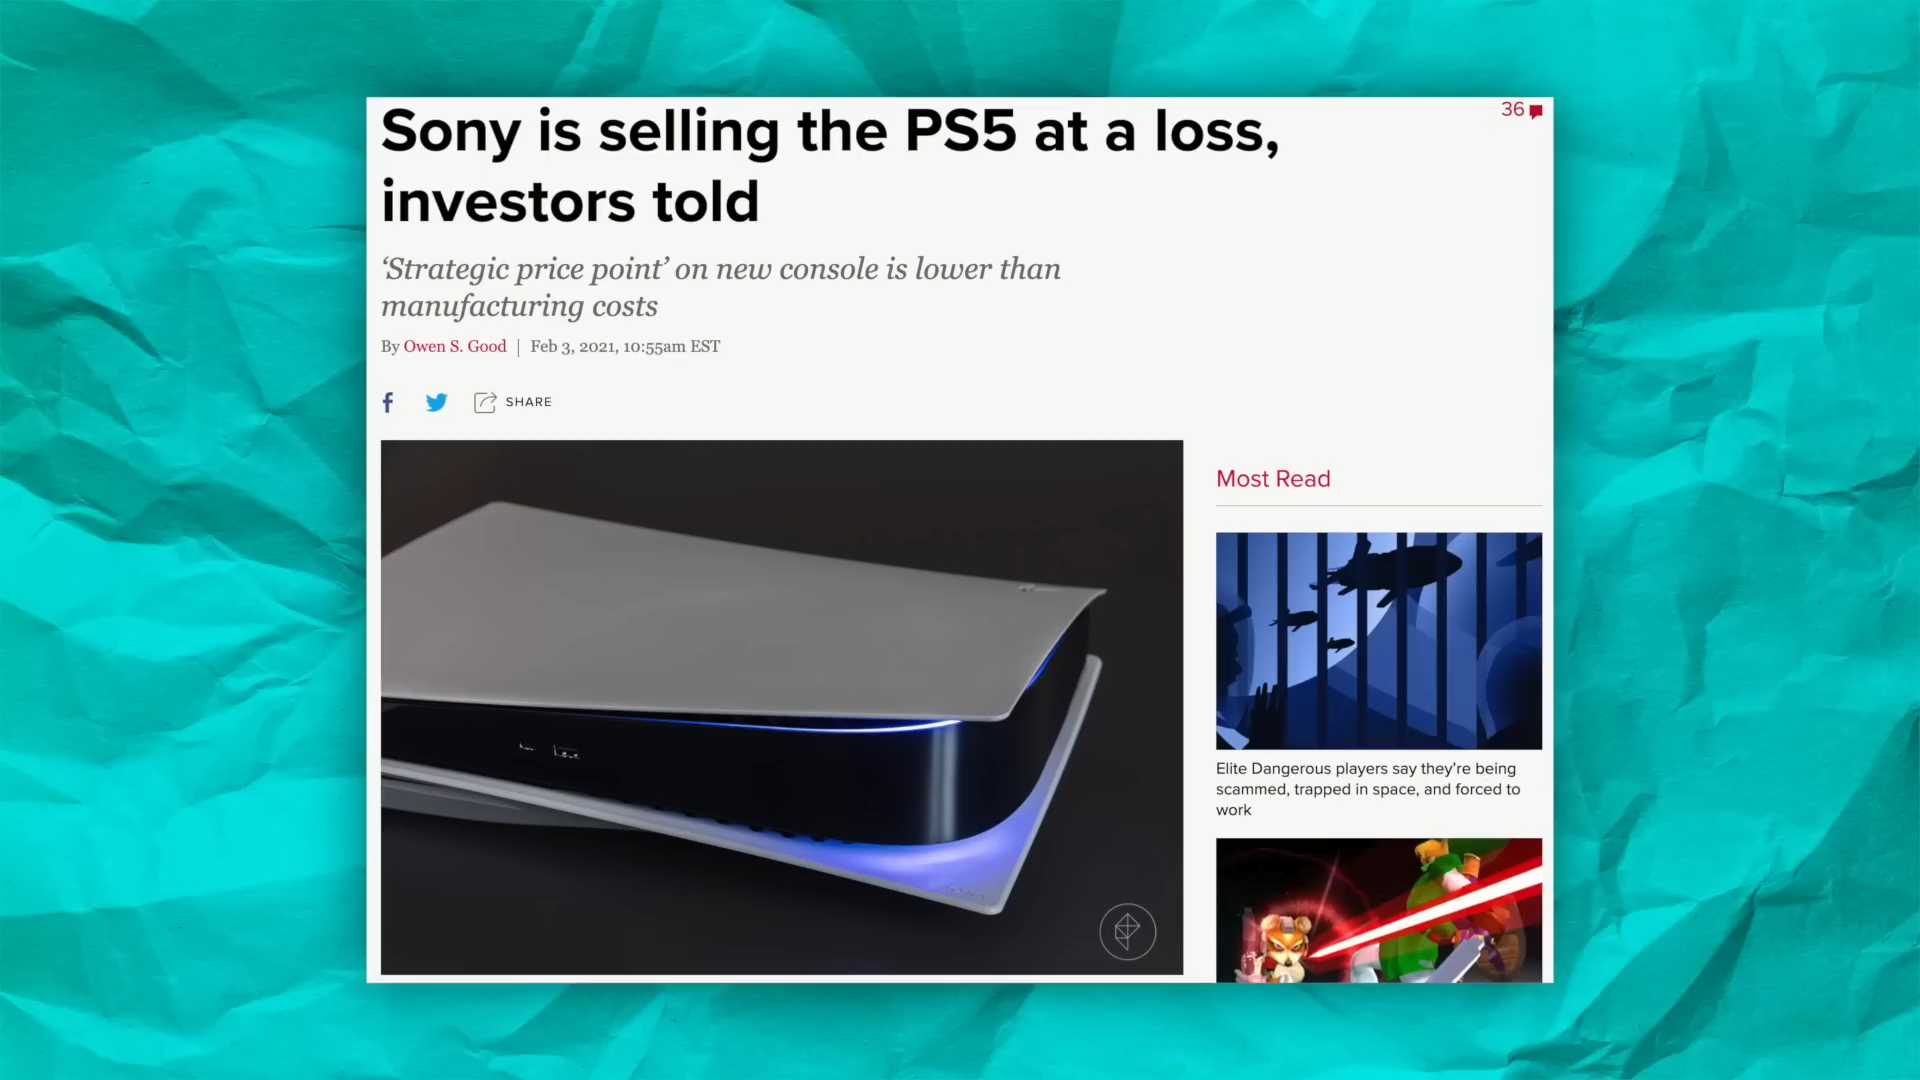 Sony is selling the PS5 at a loss,
investors told
36
‘Strategic price point’ on new console is lower than
manufacturing costs
By Owen S. Good | Feb 3, 2021, 10:55am EST
SHARE
Most Read
Elite Dangerous players say they’re being
scammed, trapped in space, and forced to
work